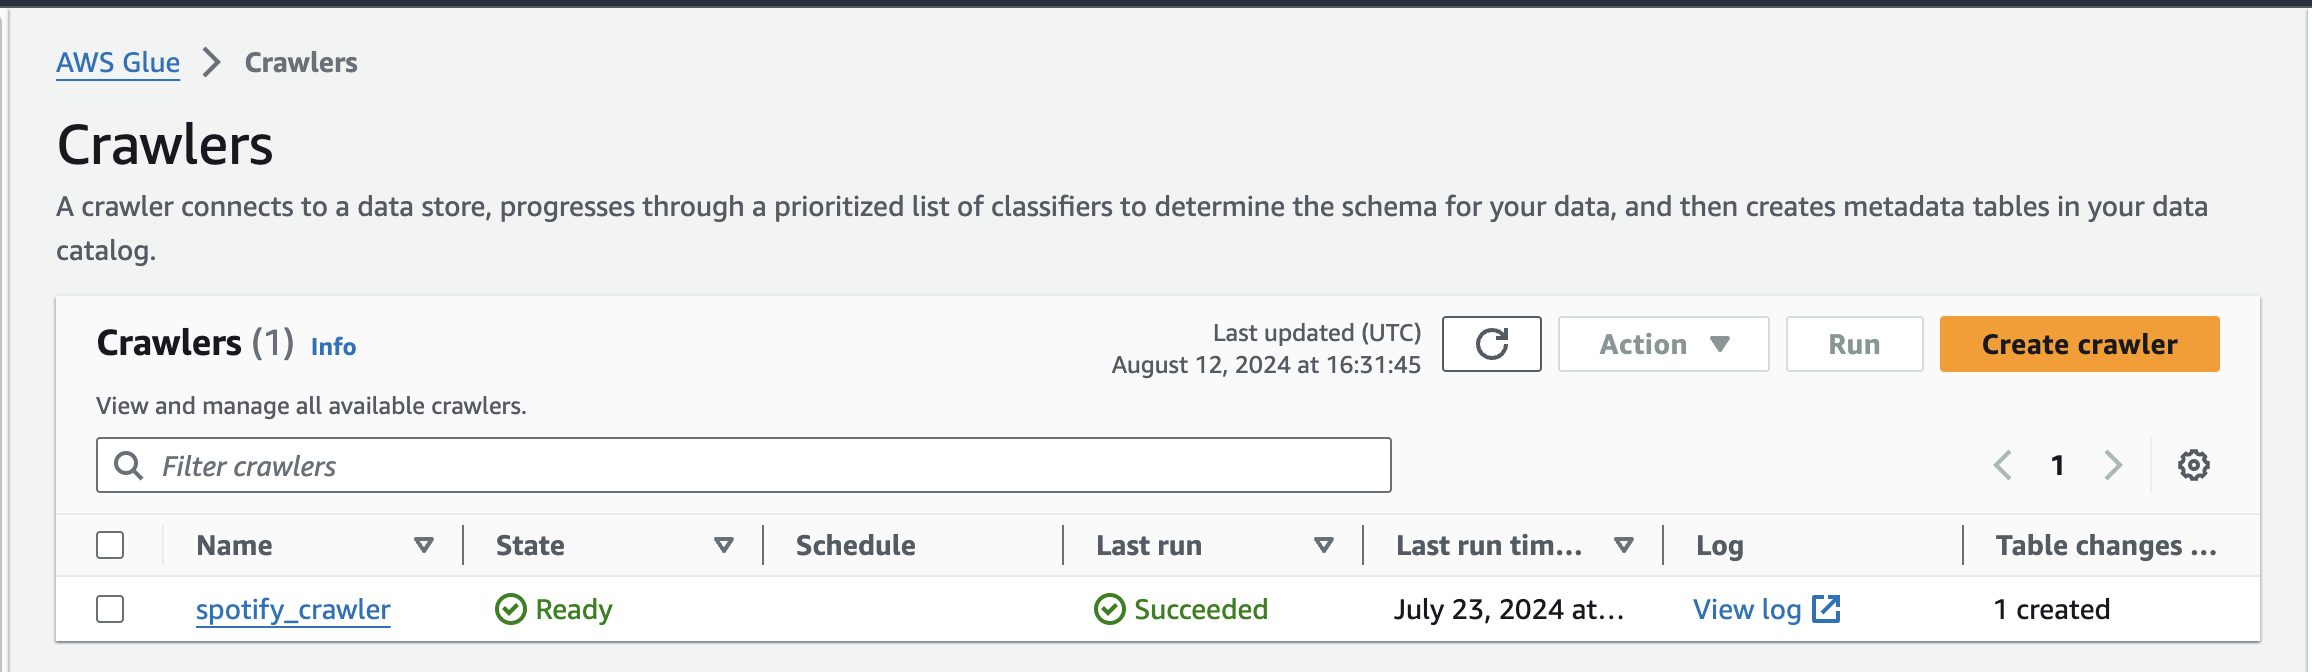 AWS Glue > Crawlers
Crawlers
A crawler connects to a data store, progresses through a prioritized list of classifiers to determine the schema for your data, and then creates metadata tables in your data
catalog.
Crawlers (1) Info
Last updated (UTC)
August 12, 2024 at 16:31:45
Action
Run
Create crawler
View and manage all available crawlers.
Filter crawlers
1
Name State Schedule Last run Last run tim... Log Table changes ...
spotify_crawler Ready Succeeded July 23, 2024 at... View log 1 created